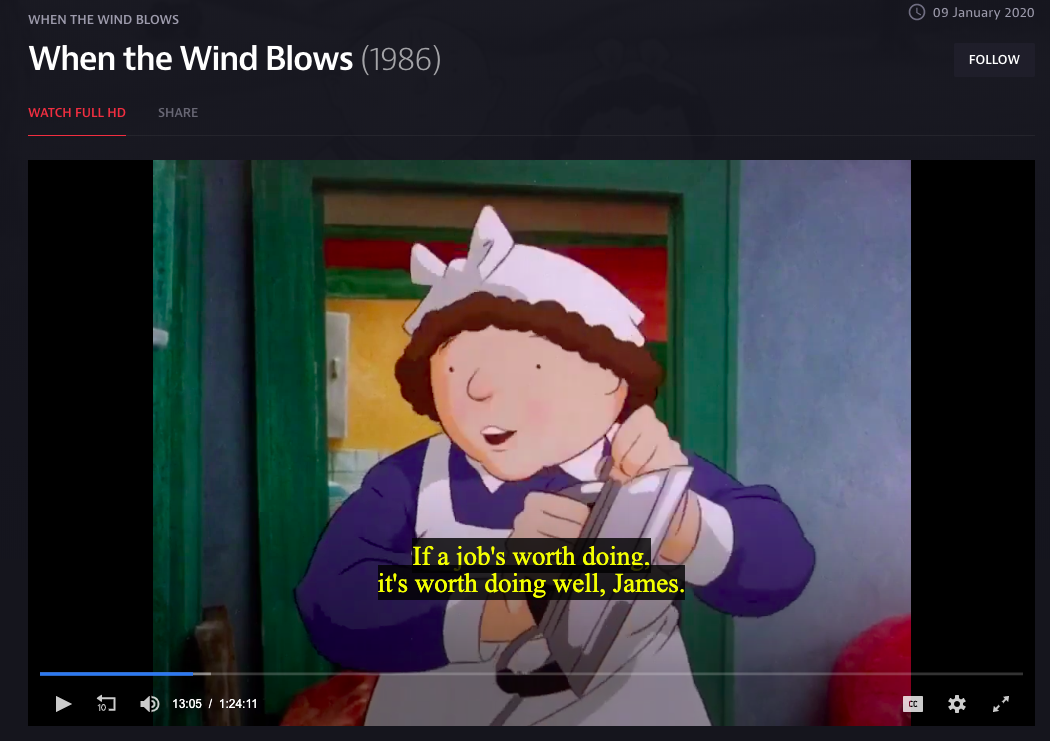 WHEN THE WIND BLOWS
09 January 2020
When the Wind Blows (1986)
FOLLOW
WATCH FULL HD
SHARE
If a job's worth doing,
it's worth doing well, James.
10
13:05 / 1:24:11
CC